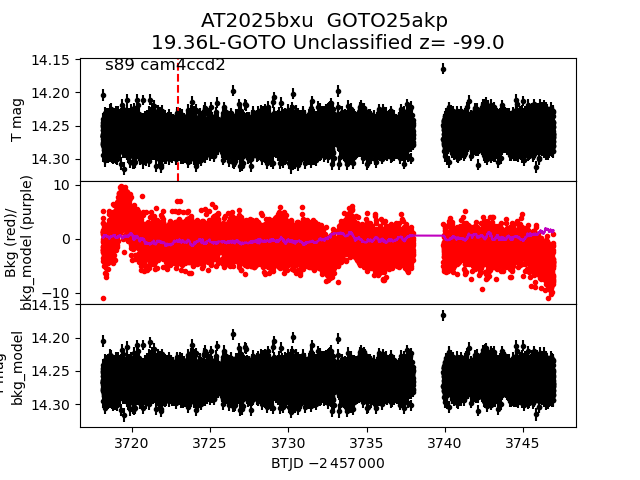 AT2025bxu  GOTO25akp
19.36L-GOTO Unclassified z= -99.0
s89 cam4ccd2
14.15
14.20
14.25
14.30
T mag
10
0
−10
Bkg (red)/
bkg_model (purple)
14.15
14.20
14.25
14.30
mag
bkg_model
3720
3725
3730
3735
3740
3745
BTJD −2 457 000